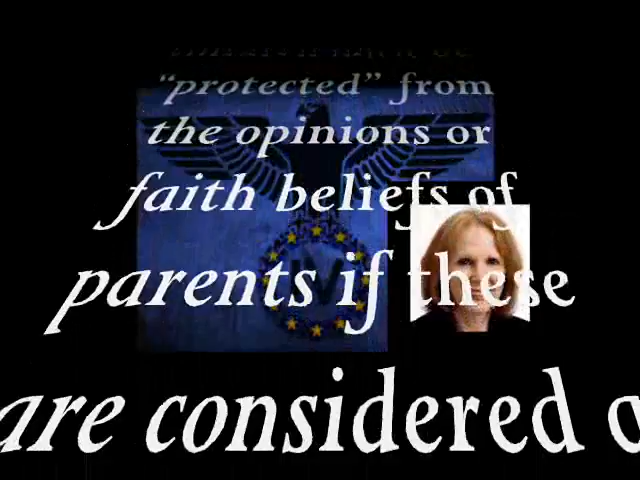 “protected” from
the opinions or
faith beliefs of
parents if these
are considered